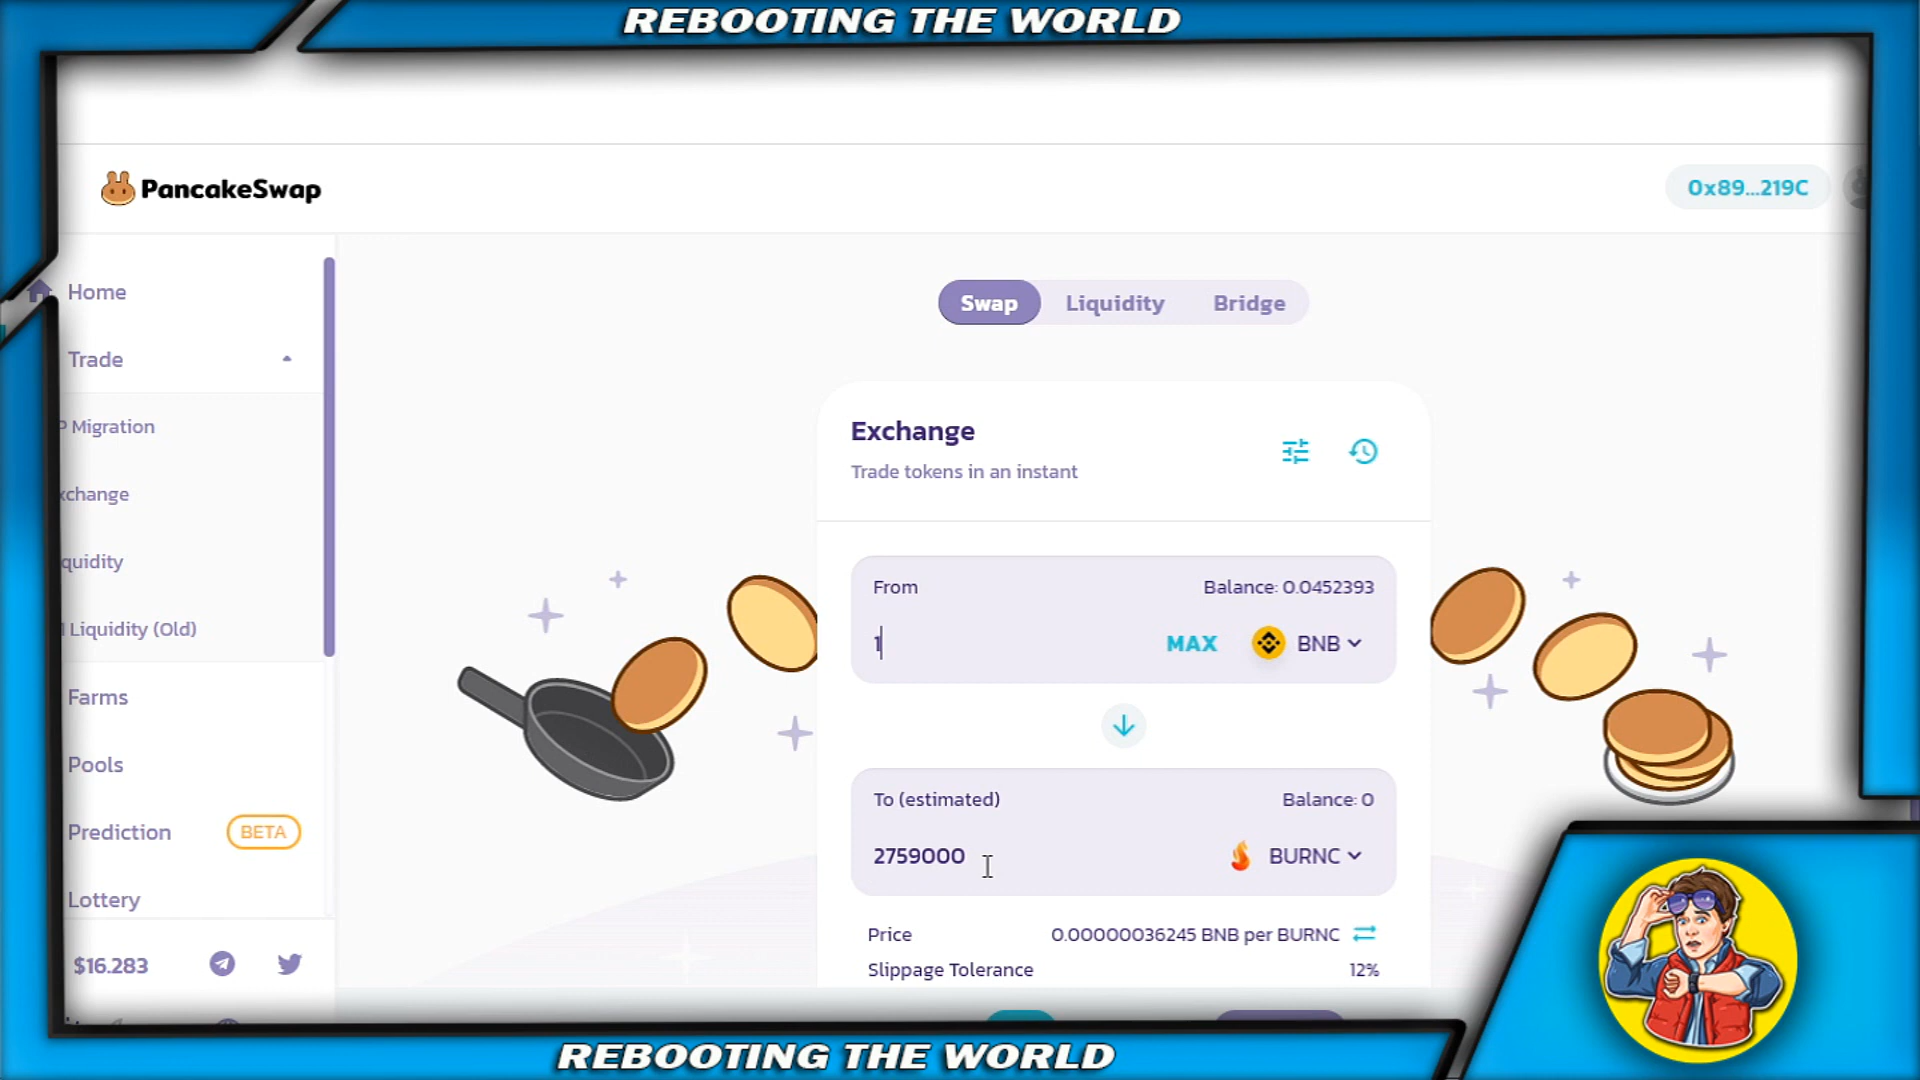 REBOOTING THE WORLD
PancakeSwap
0x89...219C
Home
Trade
P Migration
xchange
quidity
Liquidity (Old)
Farms
Pools
Prediction BETA
Lottery
$16.283
Swap Liquidity Bridge
Exchange
Trade tokens in an instant
From Balance: 0.0452393
1 MAX BNB
To (estimated) Balance: 0
2759000 BURNC
Price 0.00000036245 BNB per BURNC
Slippage Tolerance 12%
REBOOTING THE WORLD